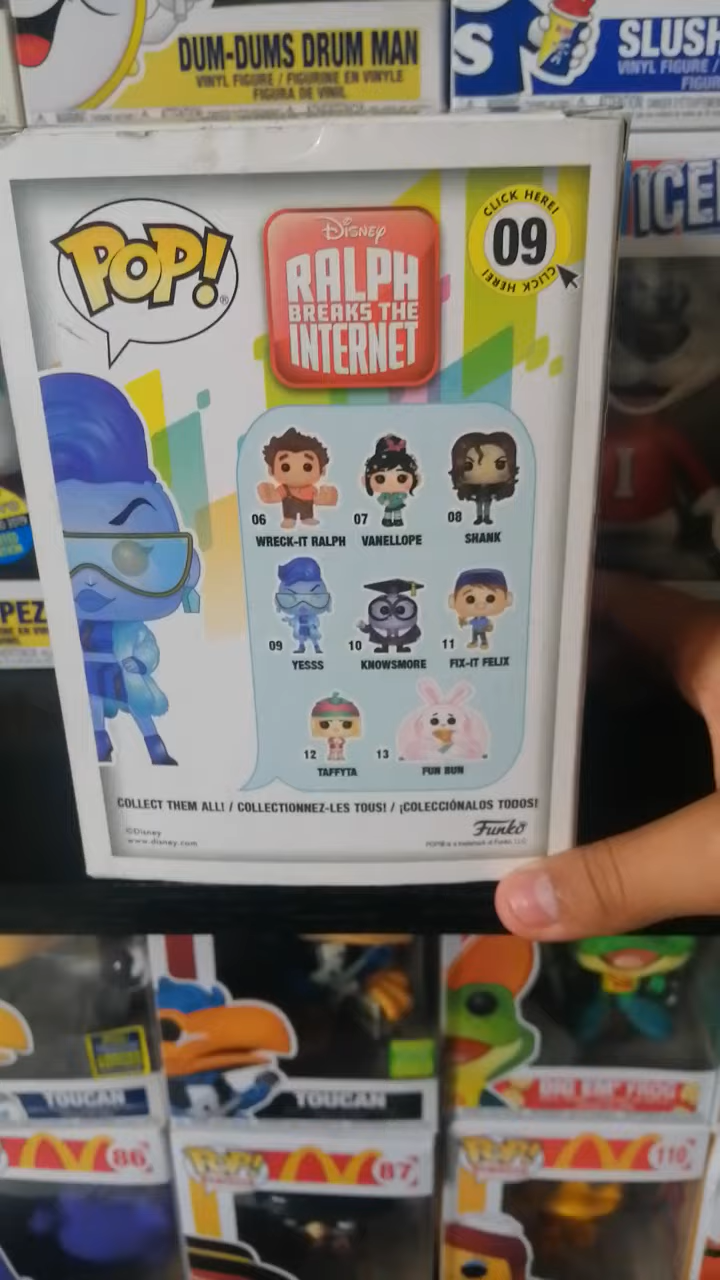 DUM-DUMS DRUM MAN
VINYL FIGURE / FIGURINE EN VINYLE
FIGURA DE VINIL
S
SLUSH
VINYL FIGURE /
POP!
DISNEY
RALPH
BREAKS THE
INTERNET
CLICK HERE!
09
CLICK HERE!
ICE
I
06
WRECK-IT RALPH
07
VANELLOPE
08
SHANK
09
YESSS
10
KNOWSMORE
11
FIX-IT FELIX
12
TAFFYTA
13
FUN BUN
PEZ
COLLECT THEM ALL! / COLLECTIONNEZ-LES TOUS! / ¡COLECCIÓNALOS TODOS!
©Disney
www.disney.com
Funko
TOUCAN
TOUCAN
86
POP!
87
POP!
110